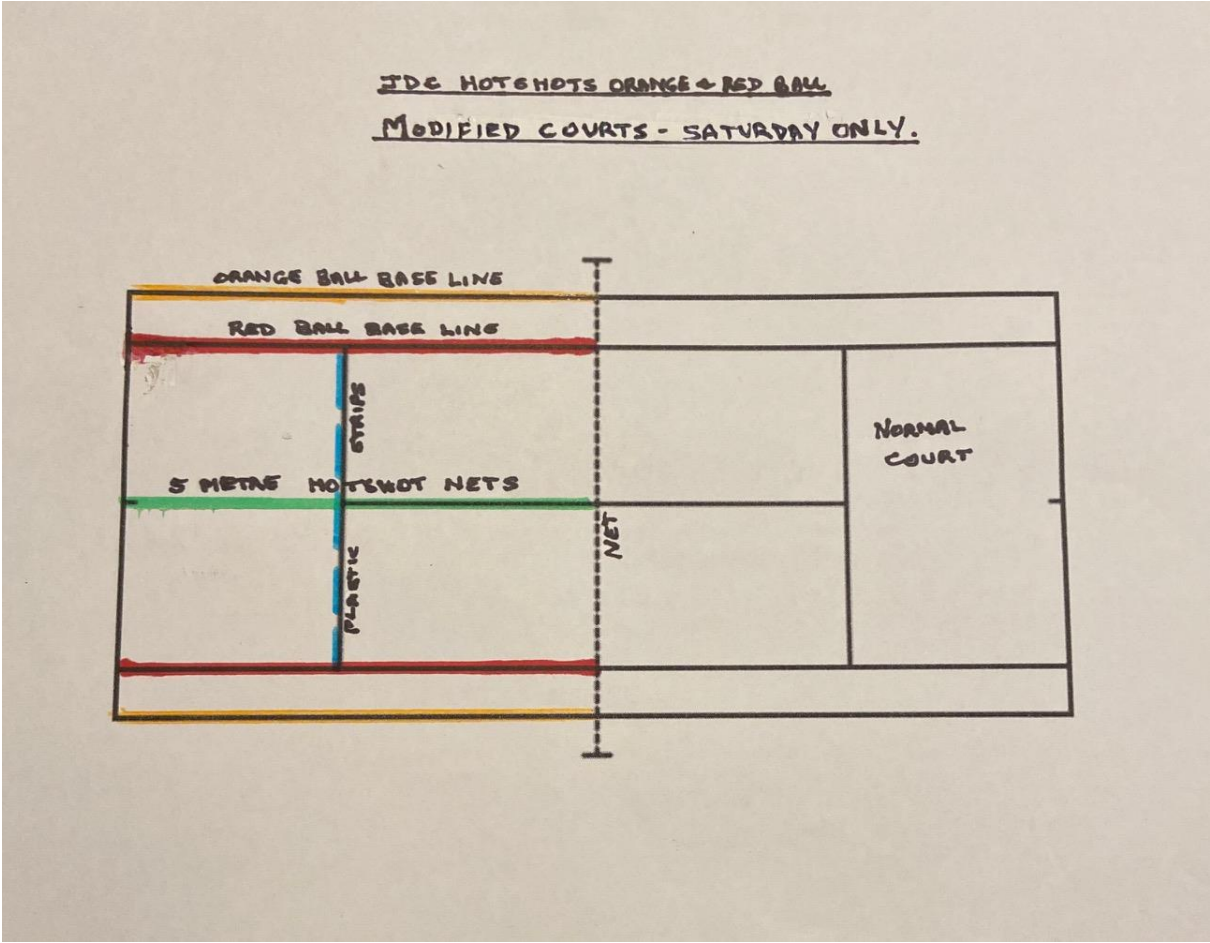 JDC HOTSHOTS ORANGE & RED BALL
MODIFIED COURTS - SATURDAY ONLY.
ORANGE BALL BASE LINE
RED BALL BASE LINE
STRIPS
NORMAL
COURT
5 METRE HOTSHOT NETS
NET
PLASTIC